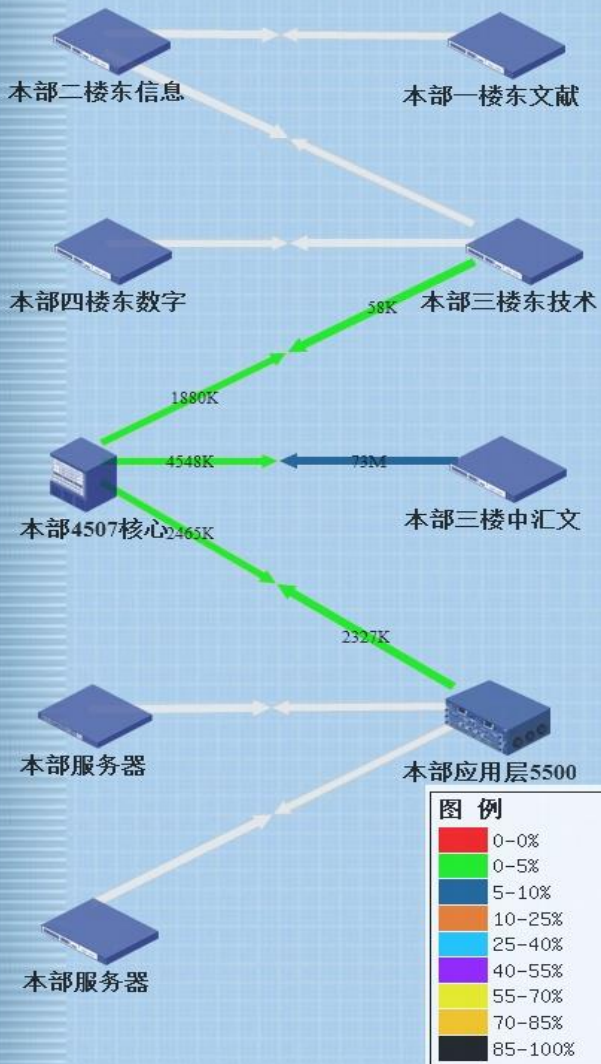 本部二楼东信息
本部一楼东文献
本部四楼东数字
本部三楼东技术
58K
1880K
4548K
73M
本部4507核心
2465K
本部三楼中汇文
2327K
本部服务器
本部应用层5500
本部服务器
图 例
0-0%
0-5%
5-10%
10-25%
25-40%
40-55%
55-70%
70-85%
85-100%